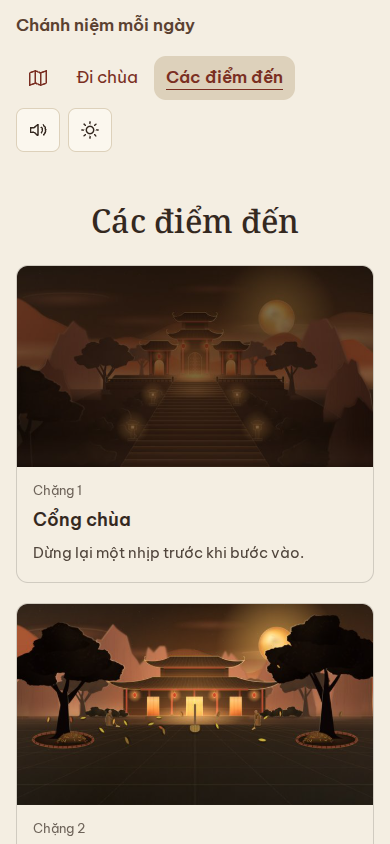 Chánh niệm mỗi ngày
Đi chùa
Các điểm đến
Các điểm đến
Chặng 1
Cổng chùa
Dừng lại một nhịp trước khi bước vào.
Chặng 2